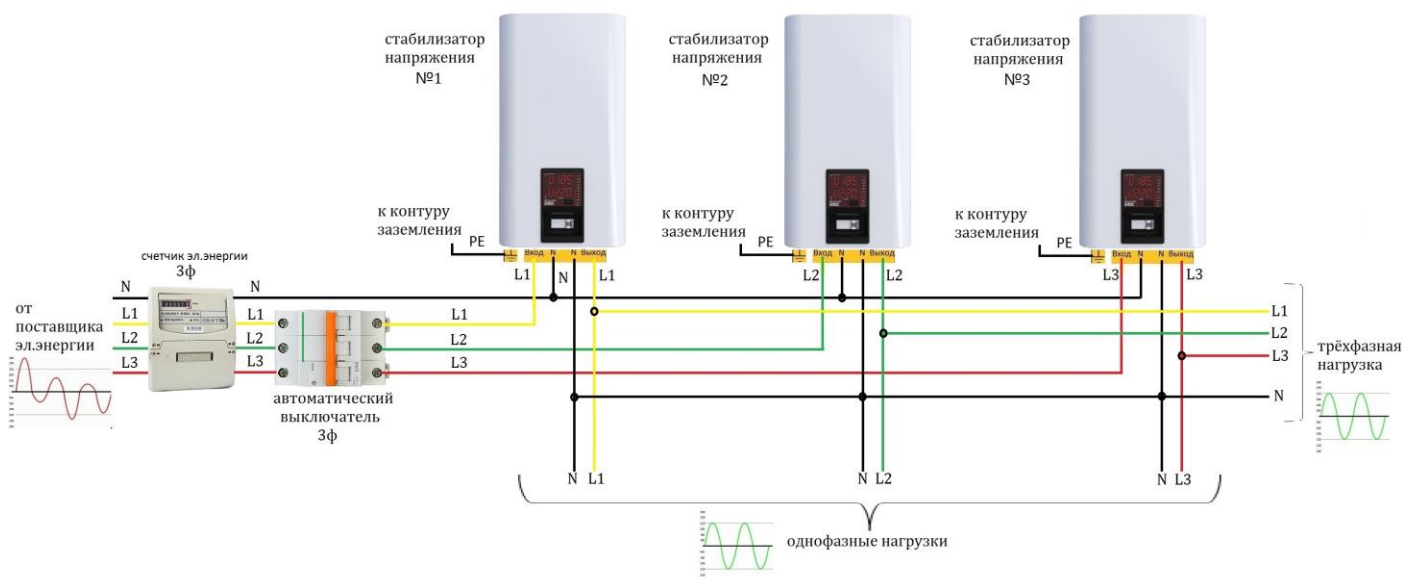 стабилизатор
напряжения
№1
стабилизатор
напряжения
№2
стабилизатор
напряжения
№3
к контуру
заземления
PE
к контуру
заземления
PE
к контуру
заземления
PE
Вход N N Выход
Вход N N Выход
Вход N N Выход
L1 N L1
L2 L2
L3 L3
счетчик эл.энергии
3ф
от
поставщика
эл.энергии
N
L1
L2
L3
N
L1
L2
L3
L1
L2
L3
автоматический
выключатель
3ф
L1
L2
L3
N
трёхфазная
нагрузка
N L1
N L2
N L3
однофазные нагрузки